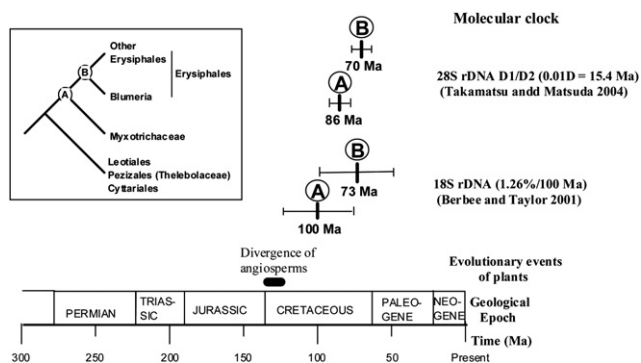 Molecular clock
Other
Erysiphales
Erysiphales
B
Blumeria
A
Myxotrichaceae
Leotiales
Pezizales (Thelebolaceae)
Cyttariales
B
70 Ma
A
86 Ma
28S rDNA D1/D2 (0.01D = 15.4 Ma)
(Takamatsu andd Matsuda 2004)
B
73 Ma
A
100 Ma
18S rDNA (1.26%/100 Ma)
(Berbee and Taylor 2001)
Divergence of
angiosperms
Evolutionary events
of plants
PERMIAN
TRIAS-
SIC
JURASSIC
CRETACEOUS
PALEO-
GENE
NEO-
GENE
Geological
Epoch
Time (Ma)
300 250 200 150 100 50 Present